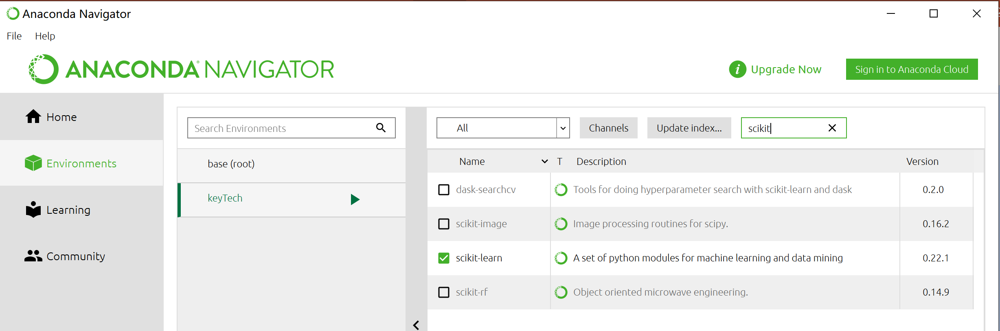 Anaconda Navigator
File Help
ANACONDA® NAVIGATOR
i Upgrade Now Sign in to Anaconda Cloud
Home
Environments
Learning
Community
Search Environments
base (root)
keyTech
All Channels Update index... scikit
Name T Description Version
dask-searchcv Tools for doing hyperparameter search with scikit-learn and dask 0.2.0
scikit-image Image processing routines for scipy. 0.16.2
scikit-learn A set of python modules for machine learning and data mining 0.22.1
scikit-rf Object oriented microwave engineering. 0.14.9